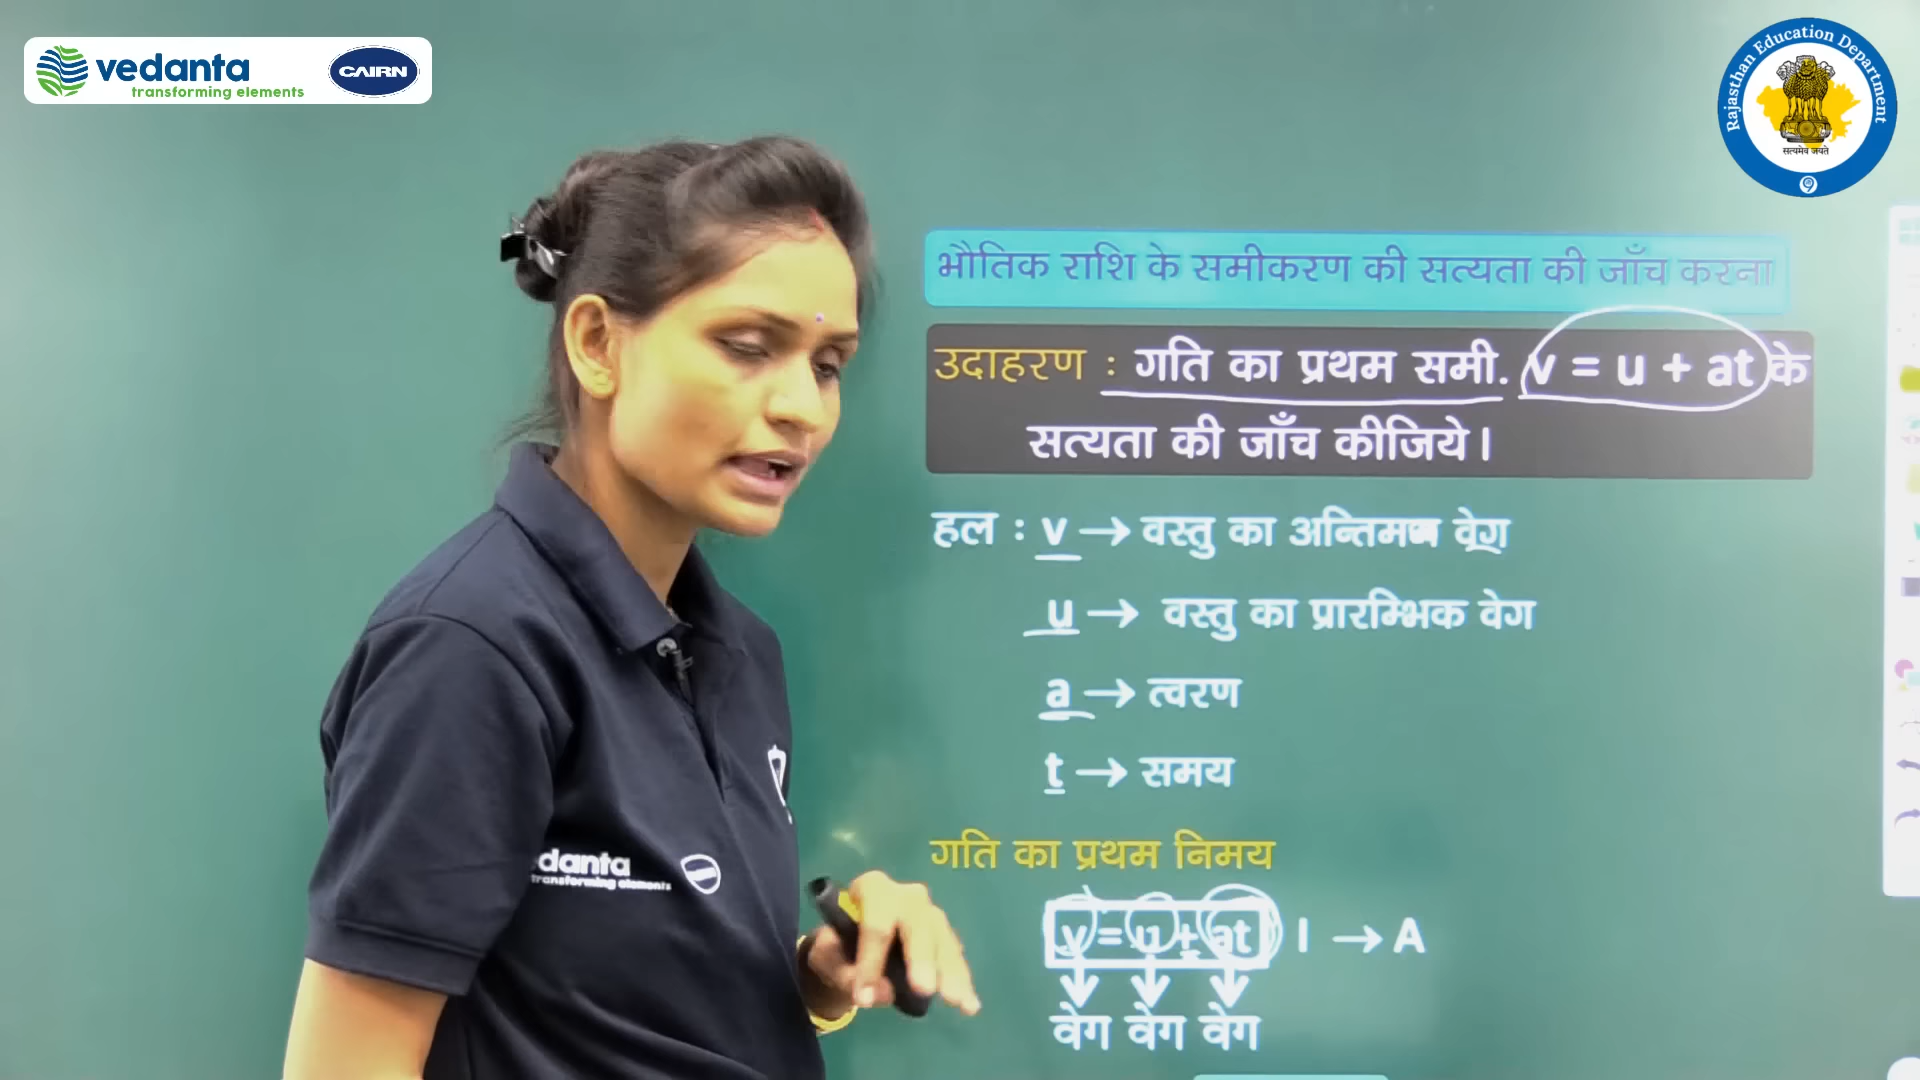 vedanta
transforming elements
CAIRN
Rajasthan Education Department
सत्यमेव जयते
भौतिक राशि के समीकरण की सत्यता की जाँच करना
उदाहरण : गति का प्रथम समी. v = u + at के
सत्यता की जाँच कीजिये।
हल : v → वस्तु का अन्तिम वेग
u → वस्तु का प्रारम्भिक वेग
a → त्वरण
t → समय
गति का प्रथम निमय
v = u + at | → A
वेग वेग वेग
danta
transforming elements